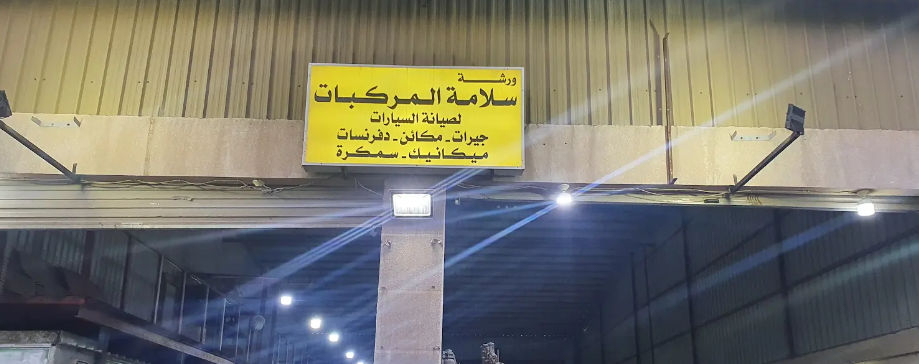 ورشة
سلامة المركبات
لصيانة السيارات
جيرات - مكائن - دفرنسات
ميكانيك - سمكرة